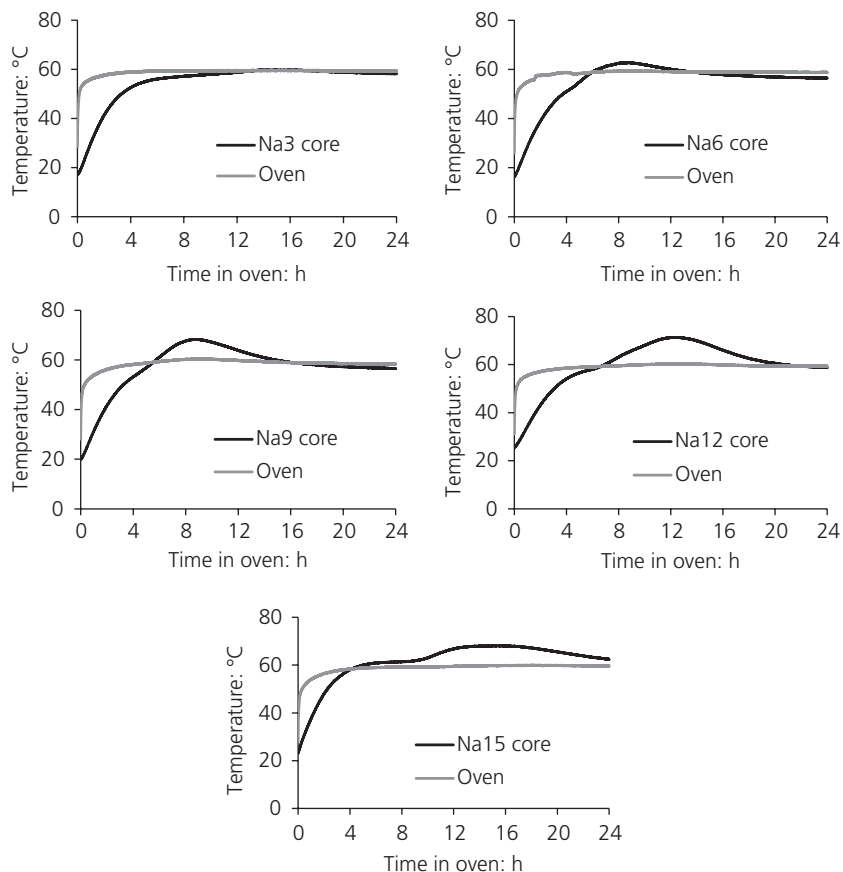 80
60
40
20
0
Temperature: °C
Na3 core
Oven
0 4 8 12 16 20 24
Time in oven: h
80
60
40
20
0
Temperature: °C
Na6 core
Oven
0 4 8 12 16 20 24
Time in oven: h
80
60
40
20
0
Temperature: °C
Na9 core
Oven
0 4 8 12 16 20 24
Time in oven: h
80
60
40
20
0
Temperature: °C
Na12 core
Oven
0 4 8 12 16 20 24
Time in oven: h
80
60
40
20
0
Temperature: °C
Na15 core
Oven
0 4 8 12 16 20 24
Time in oven: h